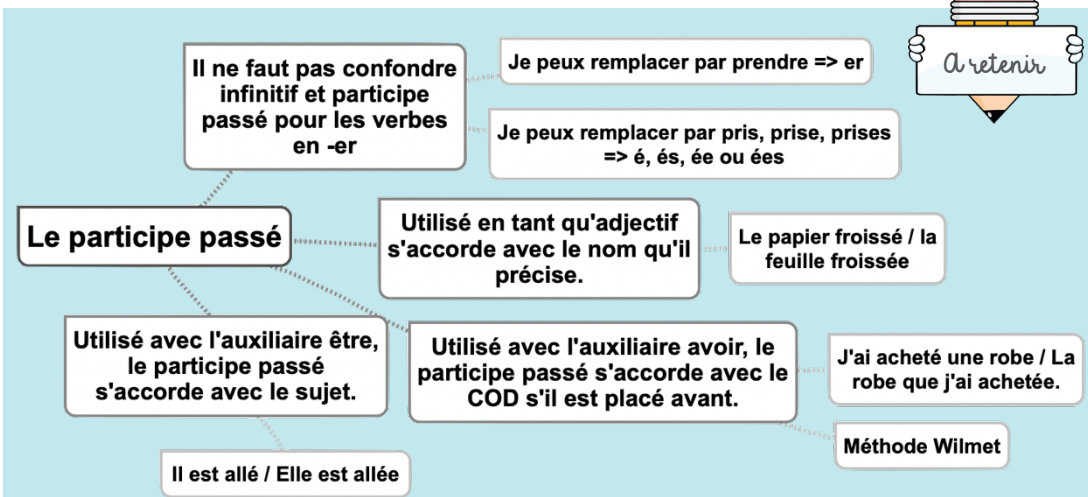 A retenir
Il ne faut pas confondre
infinitif et participe
passé pour les verbes
en -er
Je peux remplacer par prendre => er
Je peux remplacer par pris, prise, prises
=> é, és, ée ou ées
Le participe passé
Utilisé en tant qu'adjectif
s'accorde avec le nom qu'il
précise.
Le papier froissé / la
feuille froissée
Utilisé avec l'auxiliaire être,
le participe passé
s'accorde avec le sujet.
Il est allé / Elle est allée
Utilisé avec l'auxiliaire avoir, le
participe passé s'accorde avec le
COD s'il est placé avant.
J'ai acheté une robe / La
robe que j'ai achetée.
Méthode Wilmet